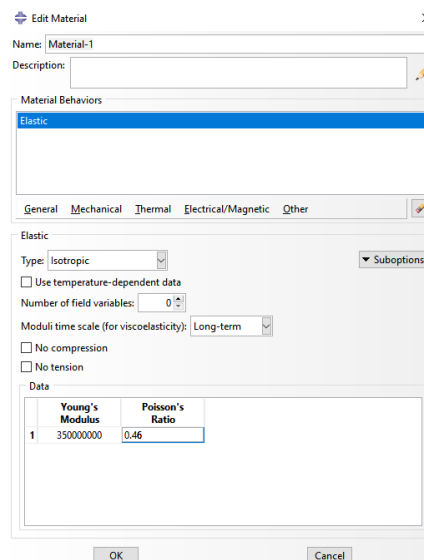 Edit Material
Name: Material-1
Description:
Material Behaviors
Elastic
General Mechanical Thermal Electrical/Magnetic Other
Elastic
Type: Isotropic
Suboptions
Use temperature-dependent data
Number of field variables: 0
Moduli time scale (for viscoelasticity): Long-term
No compression
No tension
Data
Young's Modulus Poisson's Ratio
1 350000000 0.46
OK Cancel